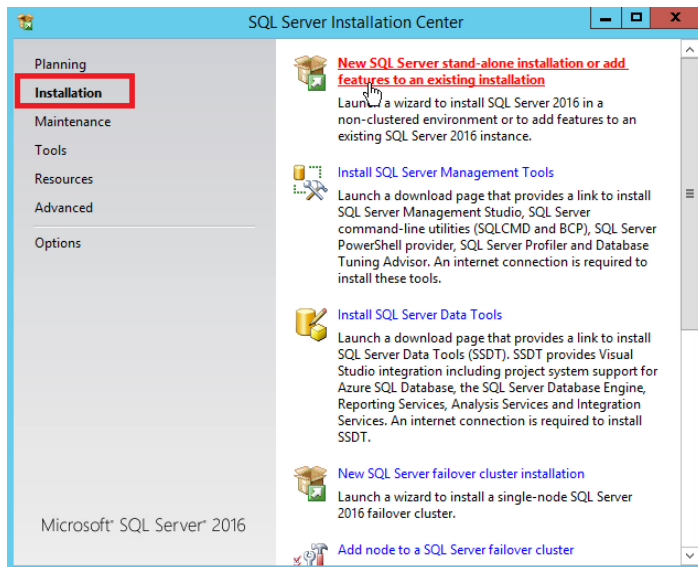 SQL Server Installation Center
Planning
Installation
Maintenance
Tools
Resources
Advanced
Options
Microsoft® SQL Server® 2016
New SQL Server stand-alone installation or add
features to an existing installation
Launch a wizard to install SQL Server 2016 in a
non-clustered environment or to add features to an
existing SQL Server 2016 instance.
Install SQL Server Management Tools
Launch a download page that provides a link to install
SQL Server Management Studio, SQL Server
command-line utilities (SQLCMD and BCP), SQL Server
PowerShell provider, SQL Server Profiler and Database
Tuning Advisor. An internet connection is required to
install these tools.
Install SQL Server Data Tools
Launch a download page that provides a link to install
SQL Server Data Tools (SSDT). SSDT provides Visual
Studio integration including project system support for
Azure SQL Database, the SQL Server Database Engine,
Reporting Services, Analysis Services and Integration
Services. An internet connection is required to install
SSDT.
New SQL Server failover cluster installation
Launch a wizard to install a single-node SQL Server
2016 failover cluster.
Add node to a SQL Server failover cluster